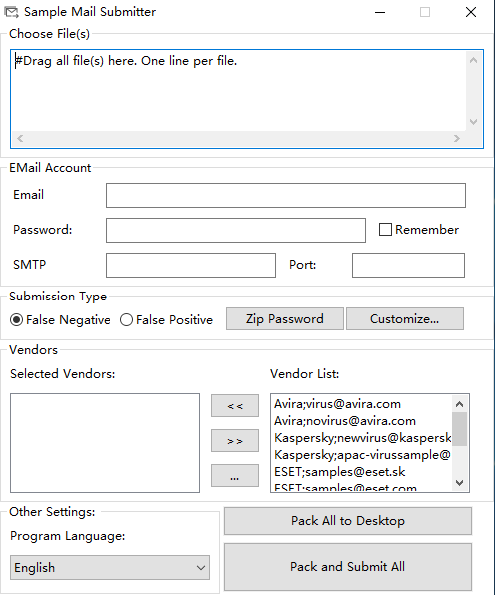 Sample Mail Submitter
Choose File(s)
#Drag all file(s) here. One line per file.
EMail Account
Email
Password:
Remember
SMTP
Port:
Submission Type
False Negative
False Positive
Zip Password
Customize...
Vendors
Selected Vendors:
Vendor List:
<<
>>
...
Avira;virus@avira.com
Avira;novirus@avira.com
Kaspersky;newvirus@kaspersk
Kaspersky;apac-virussample@
ESET;samples@eset.sk
ESET;samples@eset.com
Other Settings:
Program Language:
English
Pack All to Desktop
Pack and Submit All